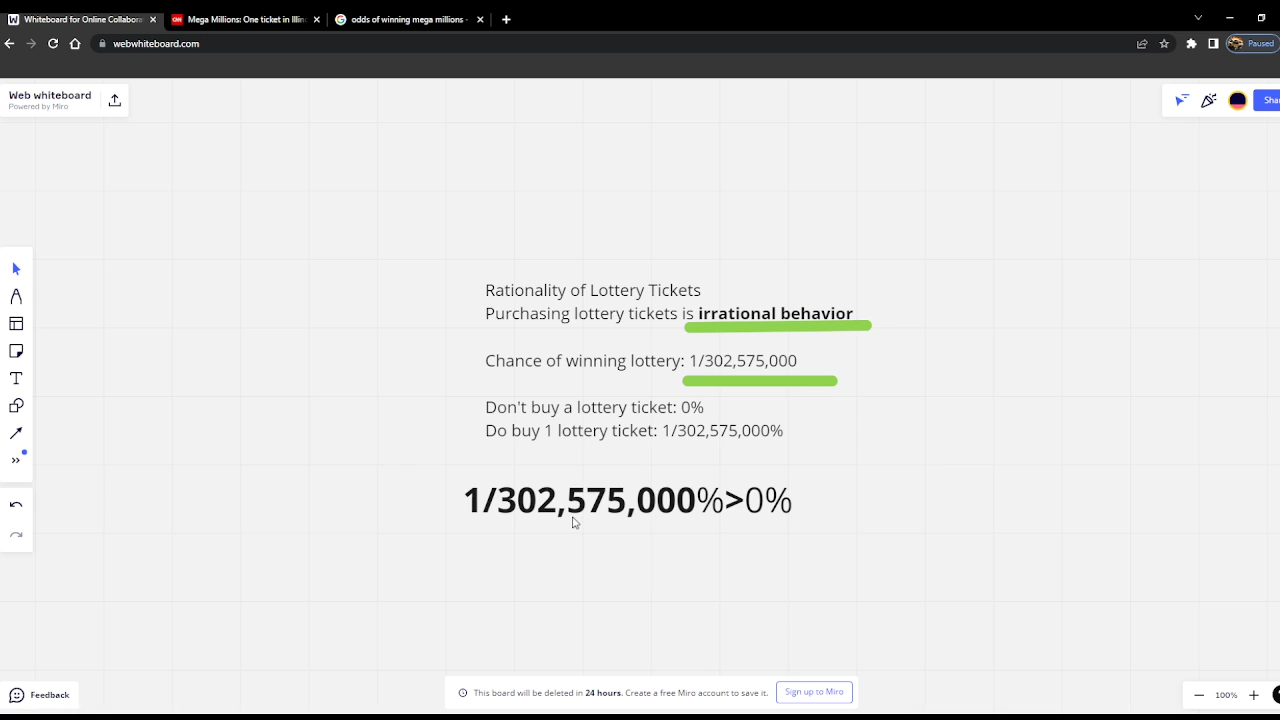 Whiteboard for Online Collabora
Mega Millions: One ticket in Illin
odds of winning mega millions -
webwhiteboard.com
Paused
Web whiteboard
Powered by Miro
Shar
Rationality of Lottery Tickets
Purchasing lottery tickets is irrational behavior
Chance of winning lottery: 1/302,575,000
Don't buy a lottery ticket: 0%
Do buy 1 lottery ticket: 1/302,575,000%
1/302,575,000%>0%
Feedback
This board will be deleted in 24 hours. Create a free Miro account to save it.
Sign up to Miro
100%